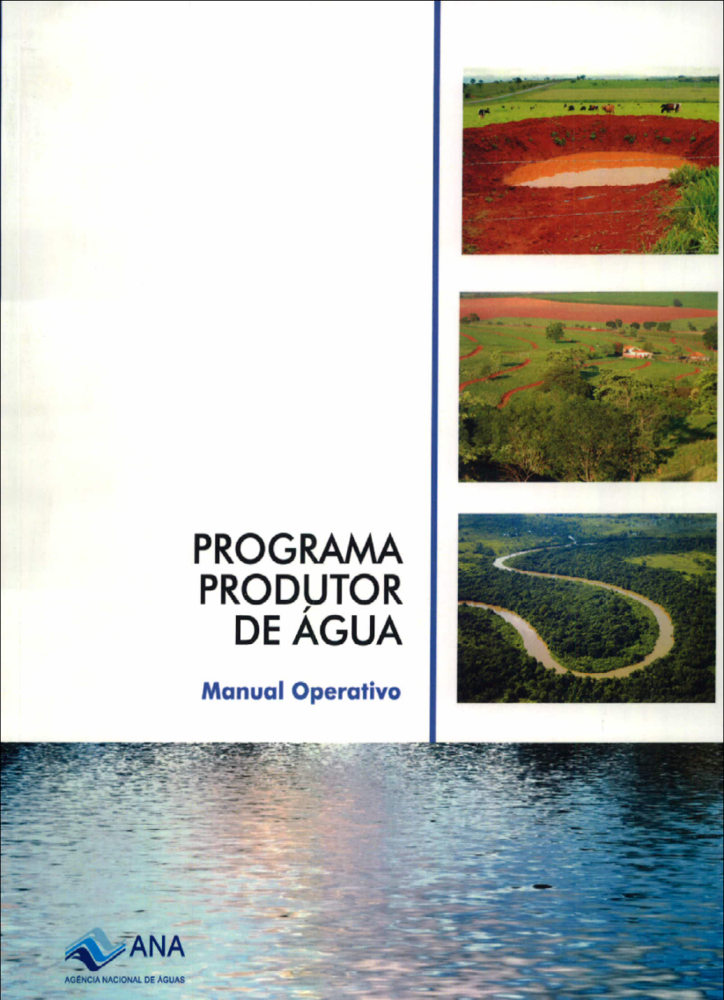 PROGRAMA
PRODUTOR
DE ÁGUA
Manual Operativo
ANA
AGÊNCIA NACIONAL DE ÁGUAS